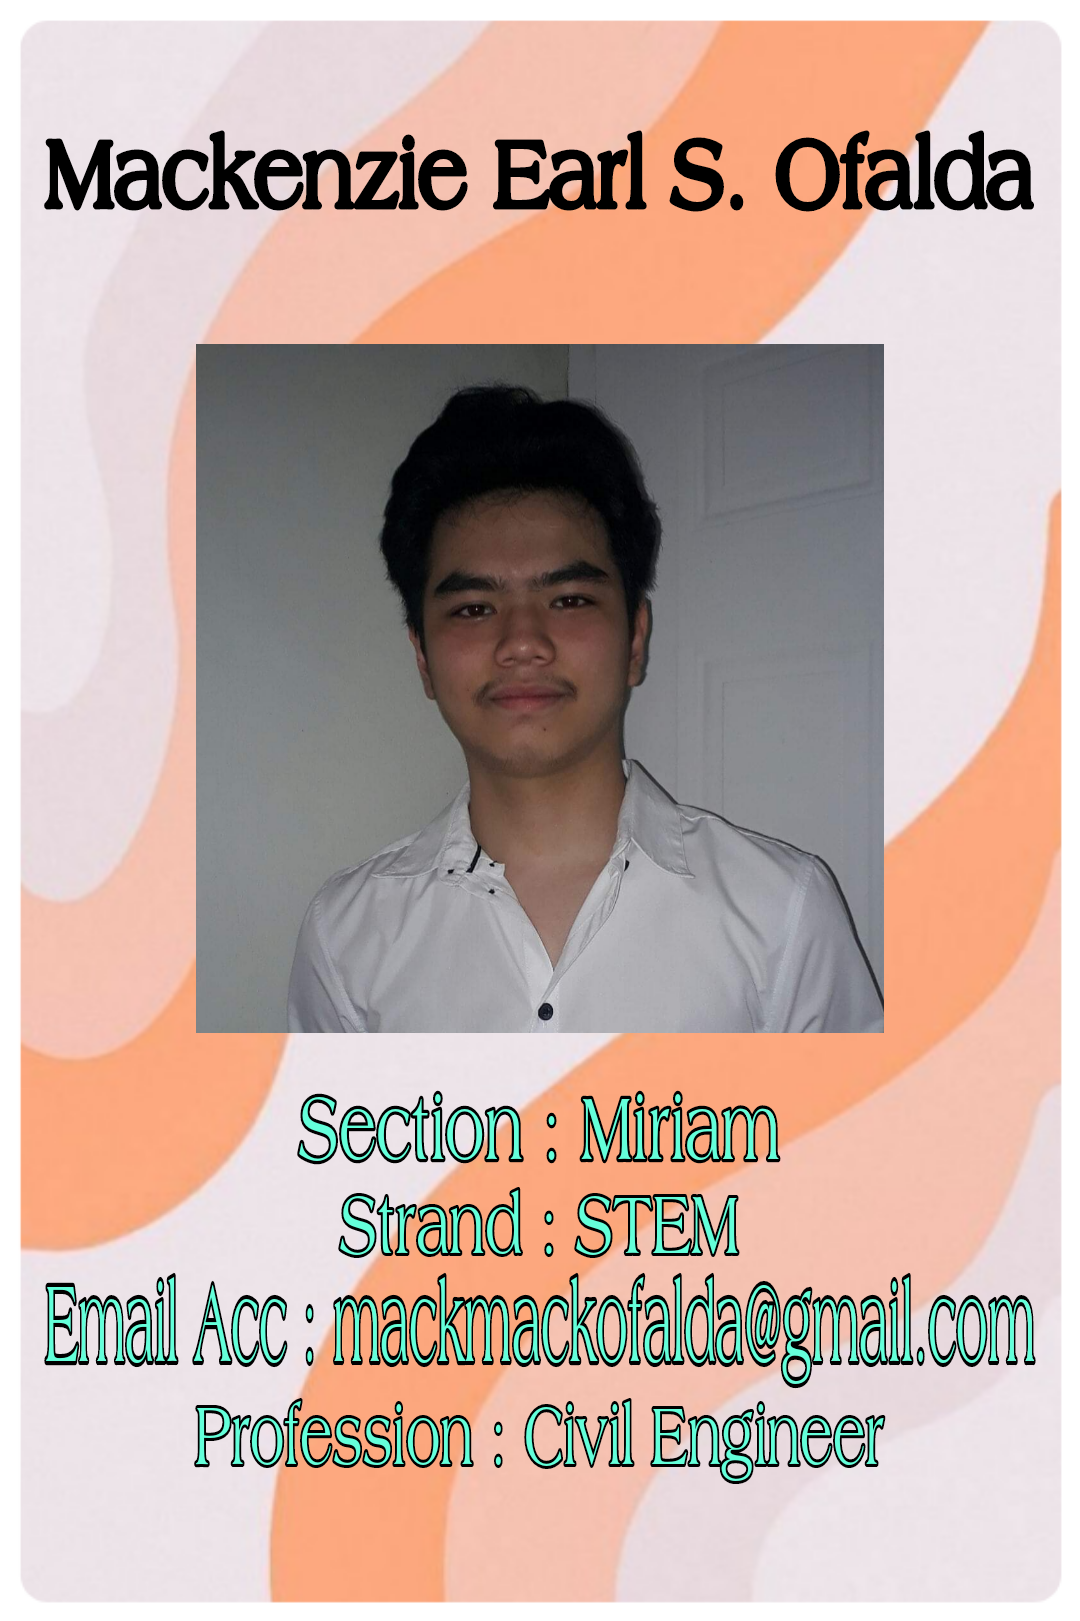 Mackenzie Earl S. Ofalda
Section : Miriam
Strand : STEM
Email Acc : mackmackofalda@gmail.com
Profession : Civil Engineer